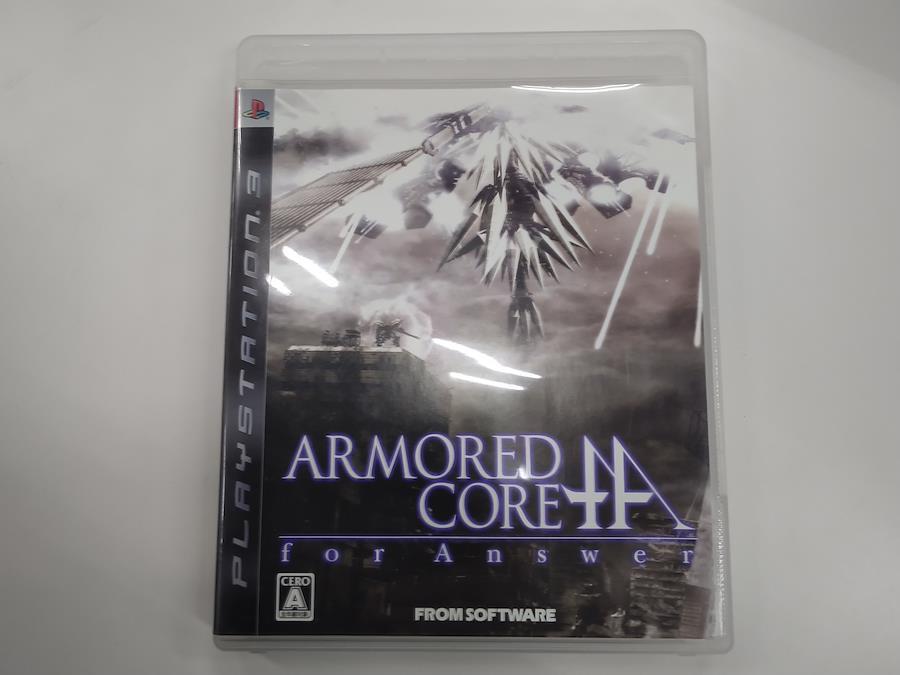 PLAYSTATION 3
ARMORED
CORE
for Answer
CERO
A
FROM SOFTWARE